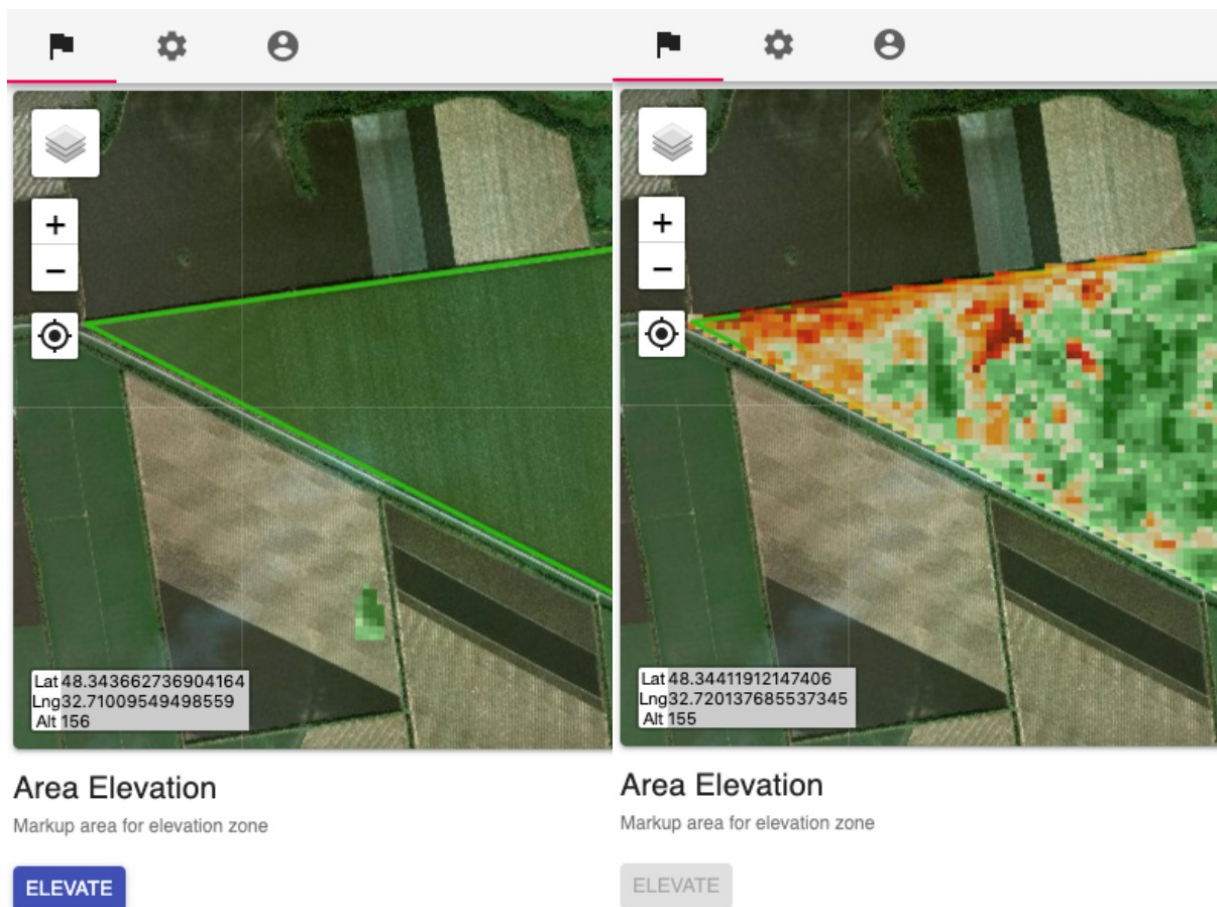 +
−
Lat 48.343662736904164
Lng 32.71009549498559
Alt 156
Area Elevation
Markup area for elevation zone
ELEVATE
+
−
Lat 48.34411912147406
Lng 32.720137685537345
Alt 155
Area Elevation
Markup area for elevation zone
ELEVATE